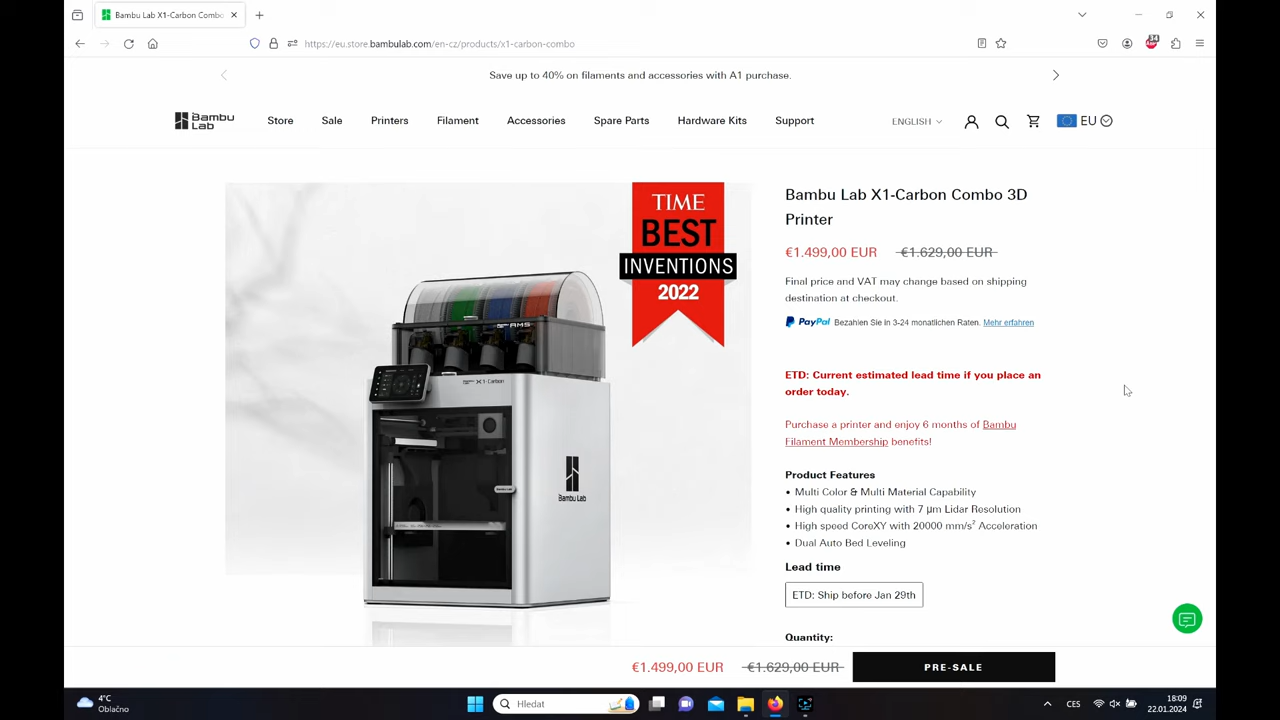 Bambu Lab X1-Carbon Combo
https://eu.store.bambulab.com/en-cz/products/x1-carbon-combo
14
Save up to 40% on filaments and accessories with A1 purchase.
Bambu
Lab
Store Sale Printers Filament Accessories Spare Parts Hardware Kits Support
ENGLISH
EU
TIME
BEST
INVENTIONS
2022
AMS
X1-Carbon
Bambu Lab
Bambu Lab X1-Carbon Combo 3D
Printer
€1.499,00 EUR €1.629,00 EUR
Final price and VAT may change based on shipping
destination at checkout.
PayPal Bezahlen Sie in 3-24 monatlichen Raten. Mehr erfahren
ETD: Current estimated lead time if you place an
order today.
Purchase a printer and enjoy 6 months of Bambu
Filament Membership benefits!
Product Features
• Multi Color & Multi Material Capability
• High quality printing with 7 μm Lidar Resolution
• High speed CoreXY with 20000 mm/s² Acceleration
• Dual Auto Bed Leveling
Lead time
ETD: Ship before Jan 29th
Quantity:
€1.499,00 EUR €1.629,00 EUR PRE-SALE
4°C
Oblačno
Hledat
CES
18:09
22.01.2024